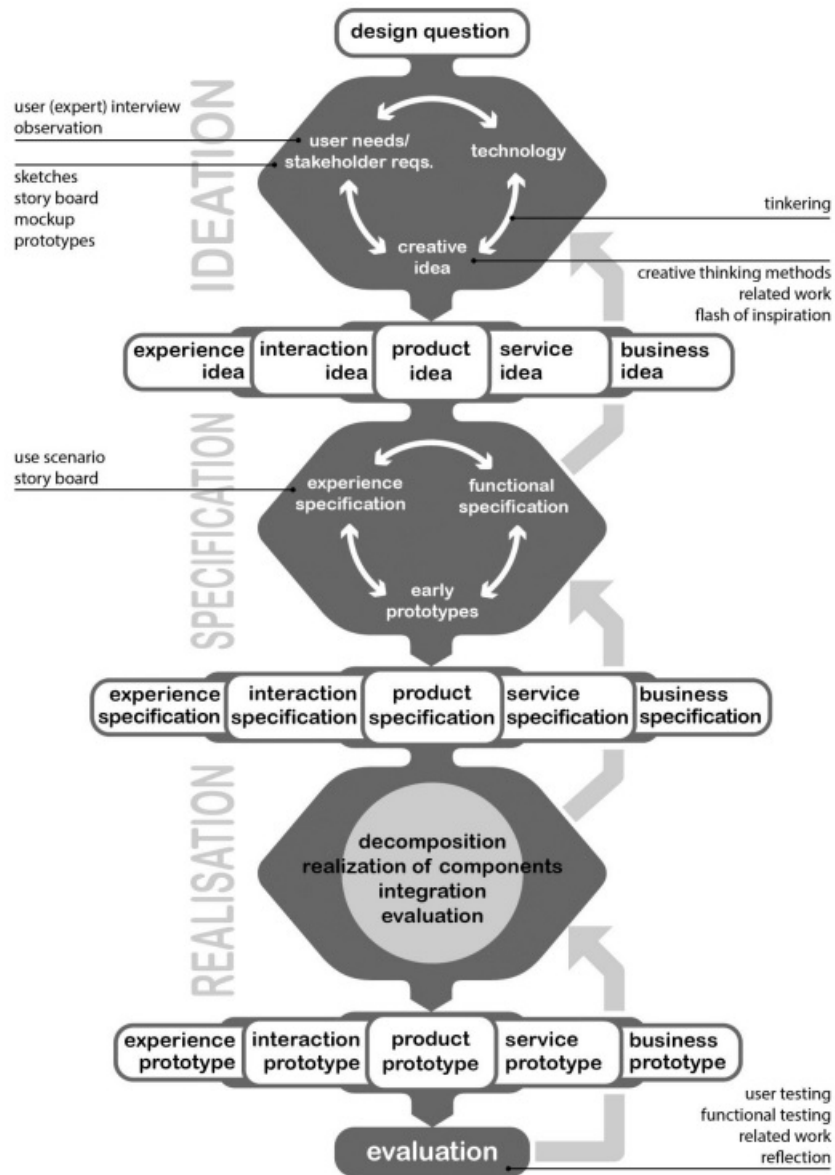 design question
IDEATION
user (expert) interview
observation
sketches
story board
mockup
prototypes
user needs/
stakeholder reqs.
technology
creative
idea
tinkering
creative thinking methods
related work
flash of inspiration
experience
idea
interaction
idea
product
idea
service
idea
business
idea
SPECIFICATION
use scenario
story board
experience
specification
functional
specification
early
prototypes
experience
specification
interaction
specification
product
specification
service
specification
business
specification
REALISATION
decomposition
realization of components
integration
evaluation
experience
prototype
interaction
prototype
product
prototype
service
prototype
business
prototype
evaluation
user testing
functional testing
related work
reflection